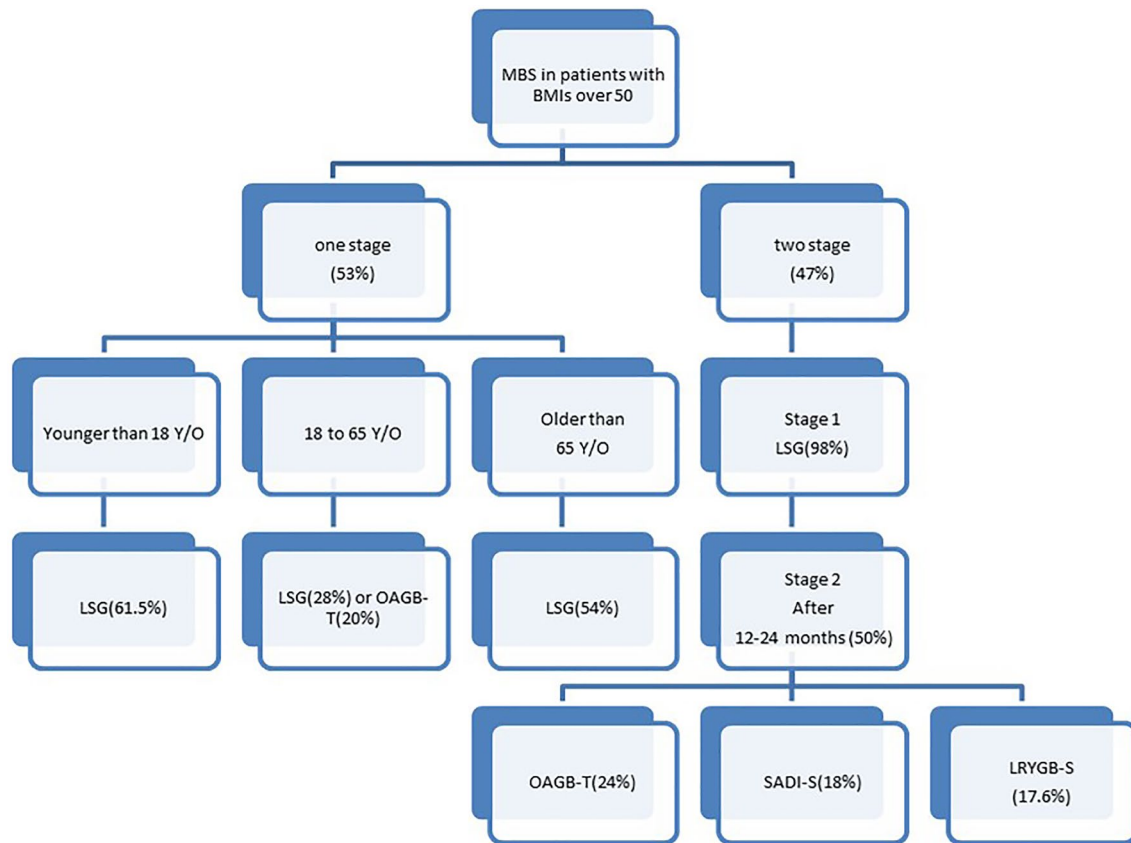 MBS in patients with
BMIs over 50
one stage
(53%)
two stage
(47%)
Younger than 18 Y/O
18 to 65 Y/O
Older than
65 Y/O
Stage 1
LSG(98%)
LSG(61.5%)
LSG(28%) or OAGB-
T(20%)
LSG(54%)
Stage 2
After
12-24 months (50%)
OAGB-T(24%)
SADI-S(18%)
LRYGB-S
(17.6%)